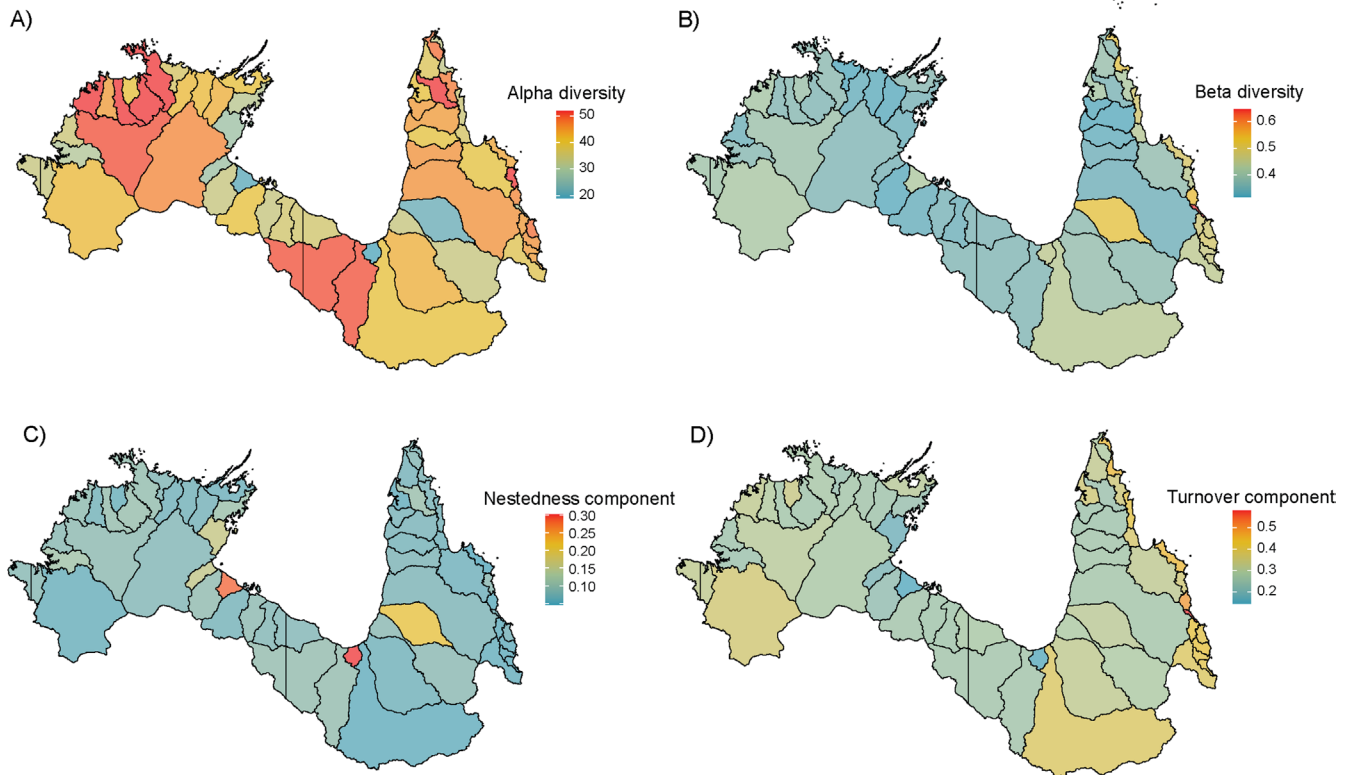 A)
Alpha diversity
50
40
30
20
B)
Beta diversity
0.6
0.5
0.4
C)
Nestedness component
0.30
0.25
0.20
0.15
0.10
D)
Turnover component
0.5
0.4
0.3
0.2